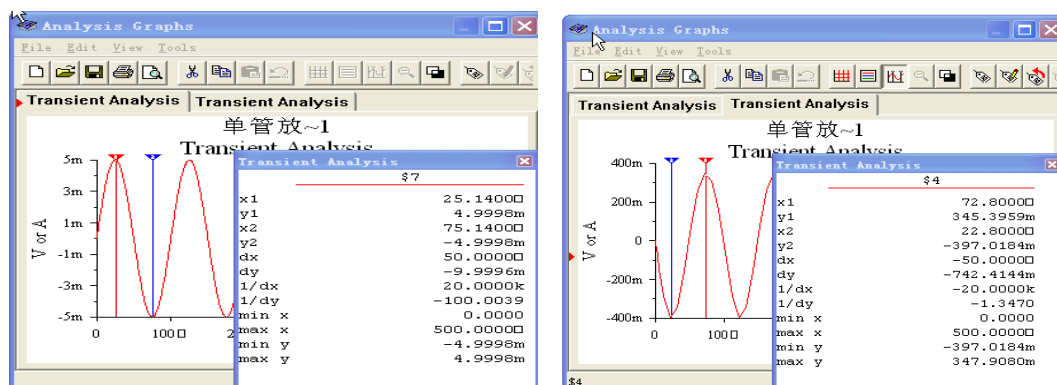 Analysis Graphs
File Edit View Tools
Transient Analysis Transient Analysis
单管放~1
Transient Analysis
5m
3m
1m
-1m
-3m
-5m
V or A
0 100□ 2
Transient Analysis
$7
x1 25.1400□
y1 4.9998m
x2 75.1400□
y2 -4.9998m
dx 50.0000□
dy -9.9996m
1/dx 20.0000k
1/dy -100.0039
min x 0.0000
max x 500.0000□
min y -4.9998m
max y 4.9998m
Analysis Graphs
File Edit View Tools
Transient Analysis Transient Analysis
单管放~1
Transient Analysis
400m
200m
0
-200m
-400m
V or A
0 100□
Transient Analysis
$4
x1 72.8000□
y1 345.3959m
x2 22.8000□
y2 -397.0184m
dx -50.0000□
dy -742.4144m
1/dx -20.0000k
1/dy -1.3470
min x 0.0000
max x 500.0000□
min y -397.0184m
max y 347.9080m
$4